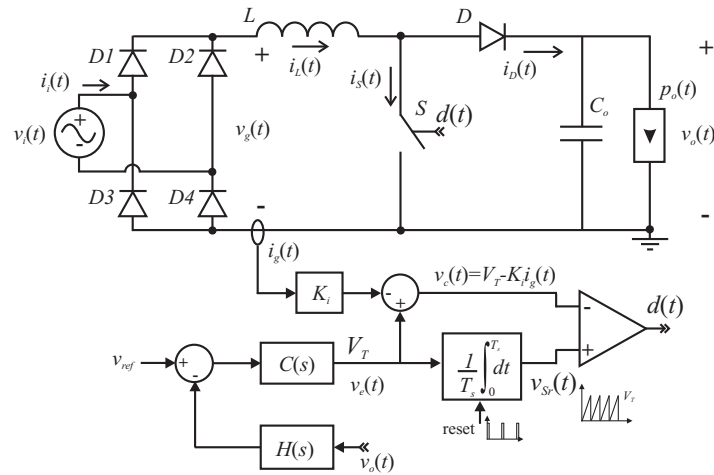 L
D
D1
D2
+
i_L(t)
i_D(t)
+
i_i(t)
i_S(t)
p_o(t)
S
d(t)
C_o
+
-
v_i(t)
v_g(t)
v_o(t)
D3
D4
-
-
i_g(t)
K_i
-
+
v_c(t)=V_T-K_i i_g(t)
-
+
d(t)
v_ref
+
-
C(s)
V_T
v_e(t)
1/T_s ∫_0^{T_s} dt
v_Sr(t)
V_T
reset
H(s)
v_o(t)